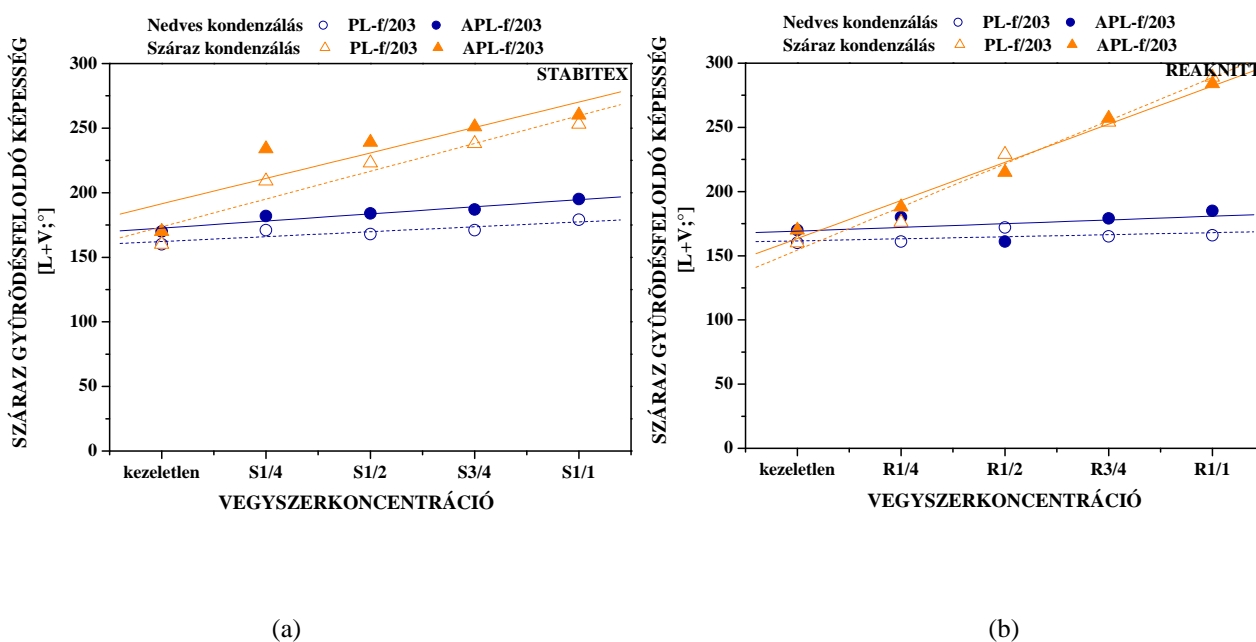 Nedves kondenzálás PL-f/203 APL-f/203
Száraz kondenzálás PL-f/203 APL-f/203
STABITEX
300
250
200
150
100
50
0
SZÁRAZ GYŰRŐDÉSFELOLDÓ KÉPESSÉG
[L+V;°]
kezeletlen S1/4 S1/2 S3/4 S1/1
VEGYSZERKONCENTRÁCIÓ
(a)
Nedves kondenzálás PL-f/203 APL-f/203
Száraz kondenzálás PL-f/203 APL-f/203
REAKNITT
300
250
200
150
100
50
0
SZÁRAZ GYŰRŐDÉSFELOLDÓ KÉPESSÉG
[L+V;°]
kezeletlen R1/4 R1/2 R3/4 R1/1
VEGYSZERKONCENTRÁCIÓ
(b)